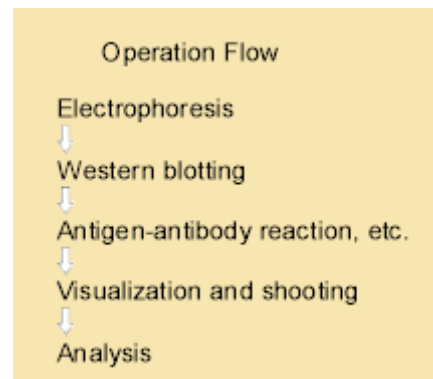 Operation Flow
Electrophoresis
Western blotting
Antigen-antibody reaction, etc.
Visualization and shooting
Analysis